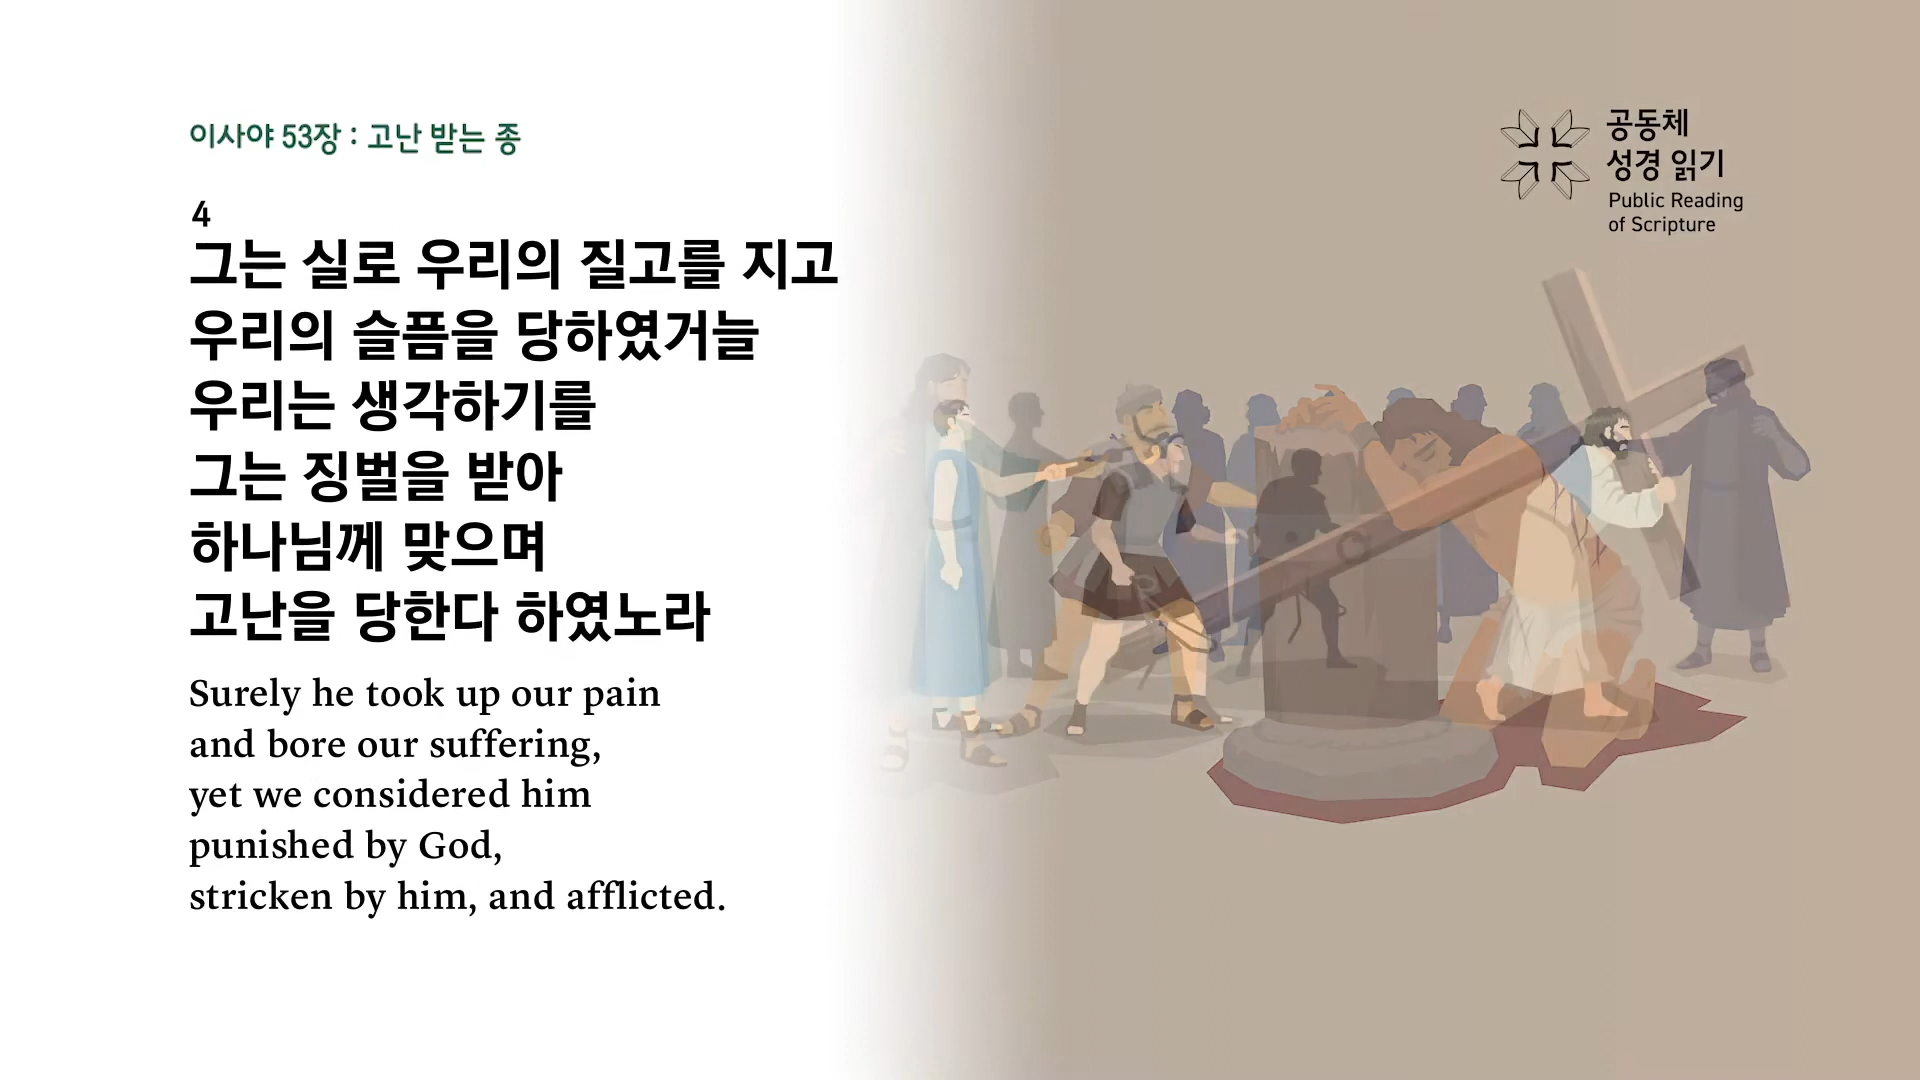 이사야 53장 : 고난 받는 종
4
그는 실로 우리의 질고를 지고
우리의 슬픔을 당하였거늘
우리는 생각하기를
그는 징벌을 받아
하나님께 맞으며
고난을 당한다 하였노라
Surely he took up our pain
and bore our suffering,
yet we considered him
punished by God,
stricken by him, and afflicted.
공동체
성경 읽기
Public Reading
of Scripture